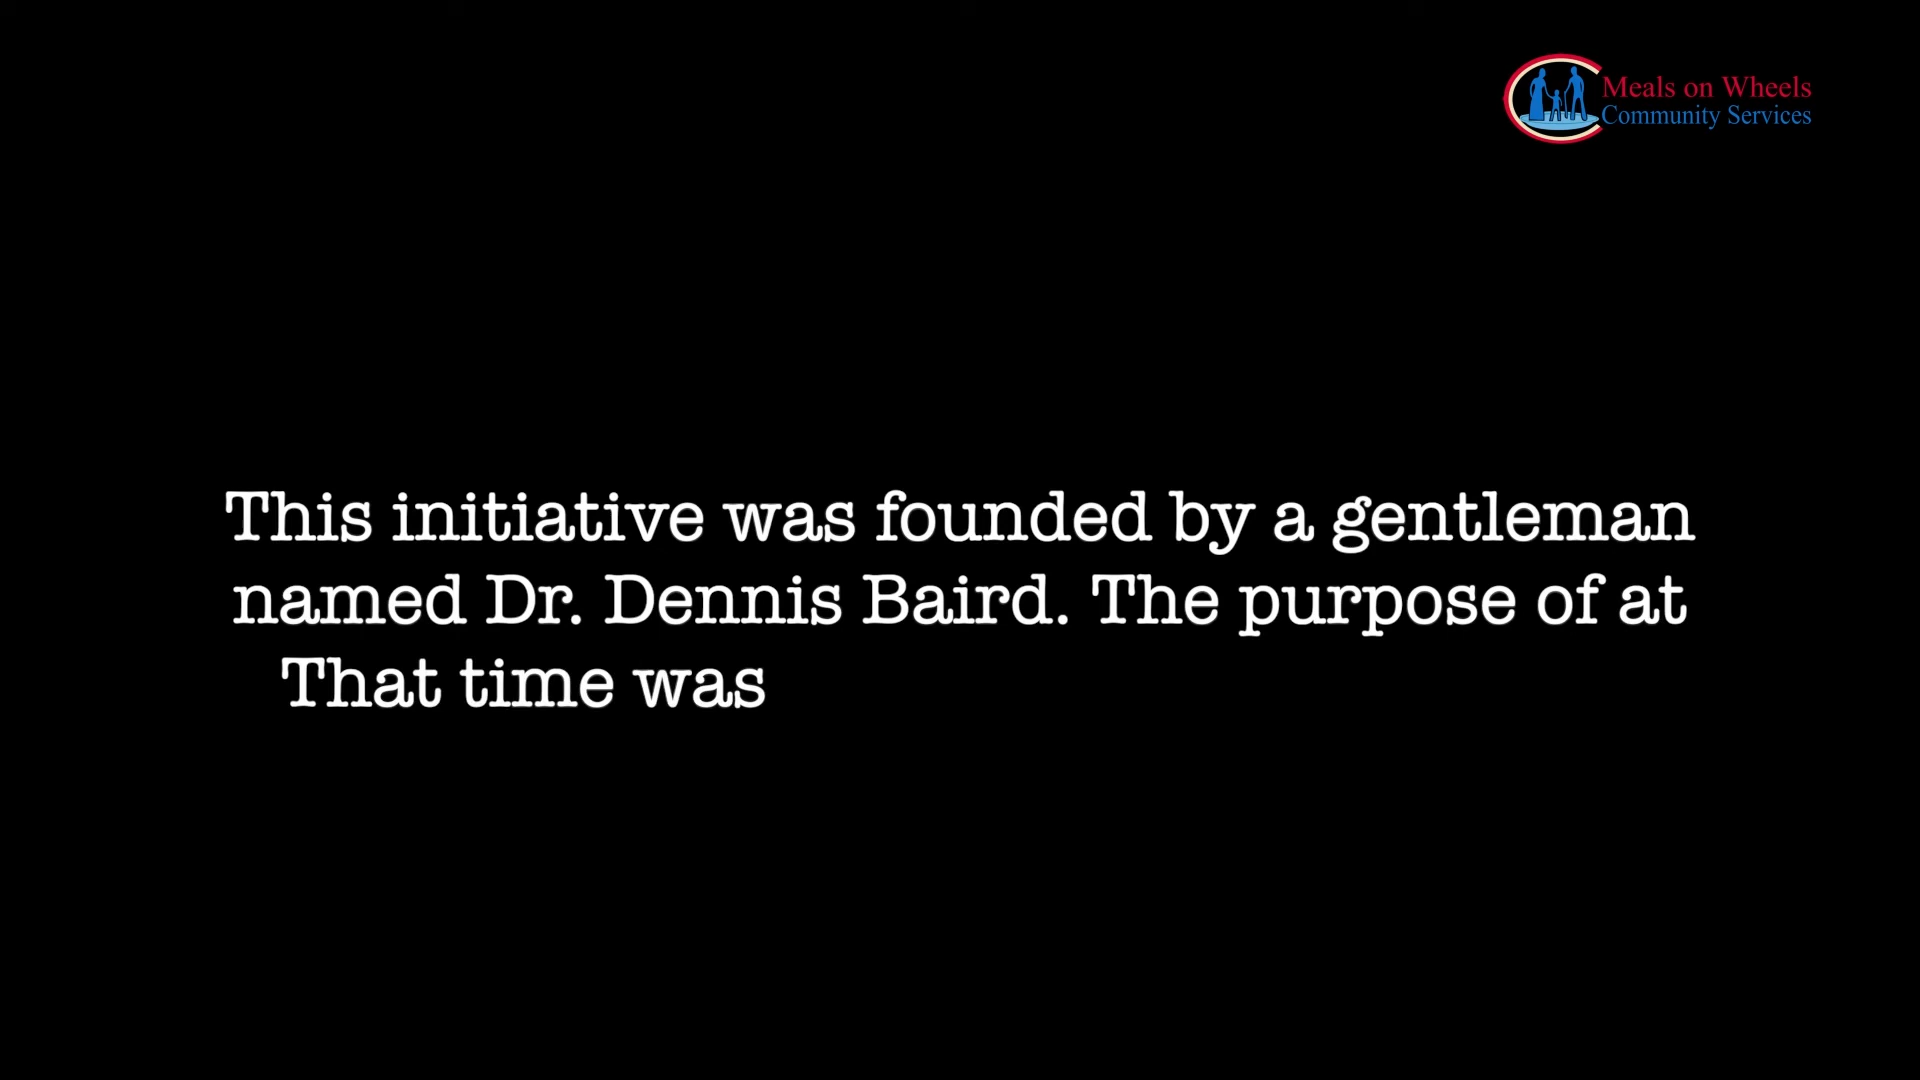 Meals on Wheels
Community Services
This initiative was founded by a gentleman
named Dr. Dennis Baird. The purpose of at
That time was